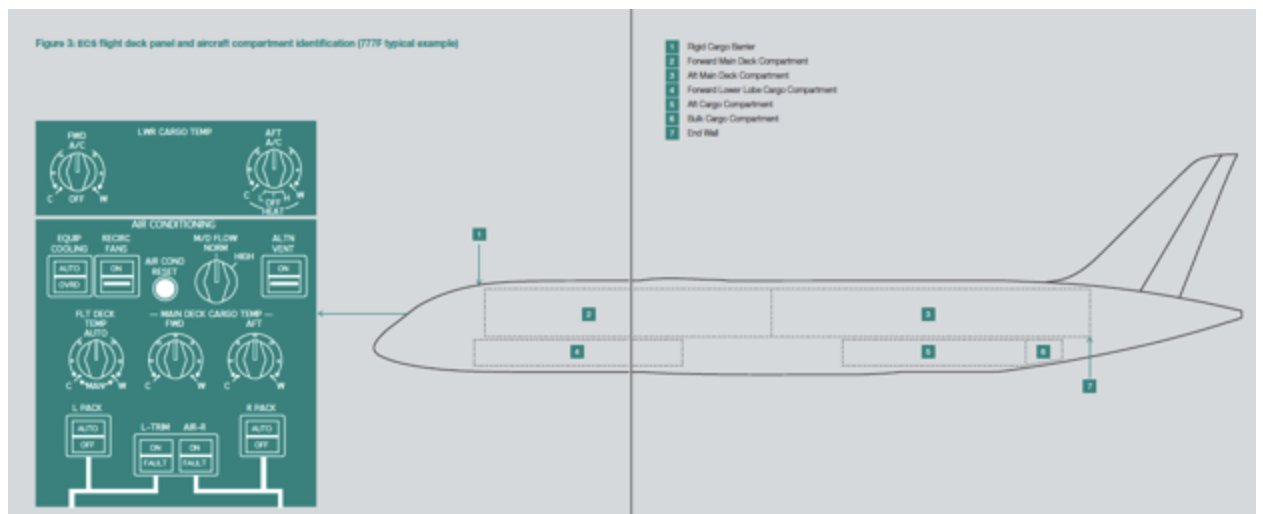 Figure 3: ECS flight deck panel and aircraft compartment identification (777F typical example)
1 Rigid Cargo Barrier
2 Forward Main Deck Compartment
3 Aft Main Deck Compartment
4 Forward Lower Lobe Cargo Compartment
5 Aft Cargo Compartment
6 Bulk Cargo Compartment
7 End Wall
LWR CARGO TEMP
FWD
A/C
AFT
A/C
C OFF W
C L H W
OFF
HEAT
AIR CONDITIONING
EQUIP
COOLING
RECIRC
FANS
M/D FLOW
NORM
HIGH
ALTN
VENT
AIR COND
RESET
AUTO
OVRD
ON
ON
FLT DECK
TEMP
AUTO
MAIN DECK CARGO TEMP
FWD
AFT
C MAN W
C W
C W
L PACK
R PACK
AUTO
OFF
L-TRIM AIR-R
ON
FAULT
ON
FAULT
AUTO
OFF
1
2
3
4
5
6
7